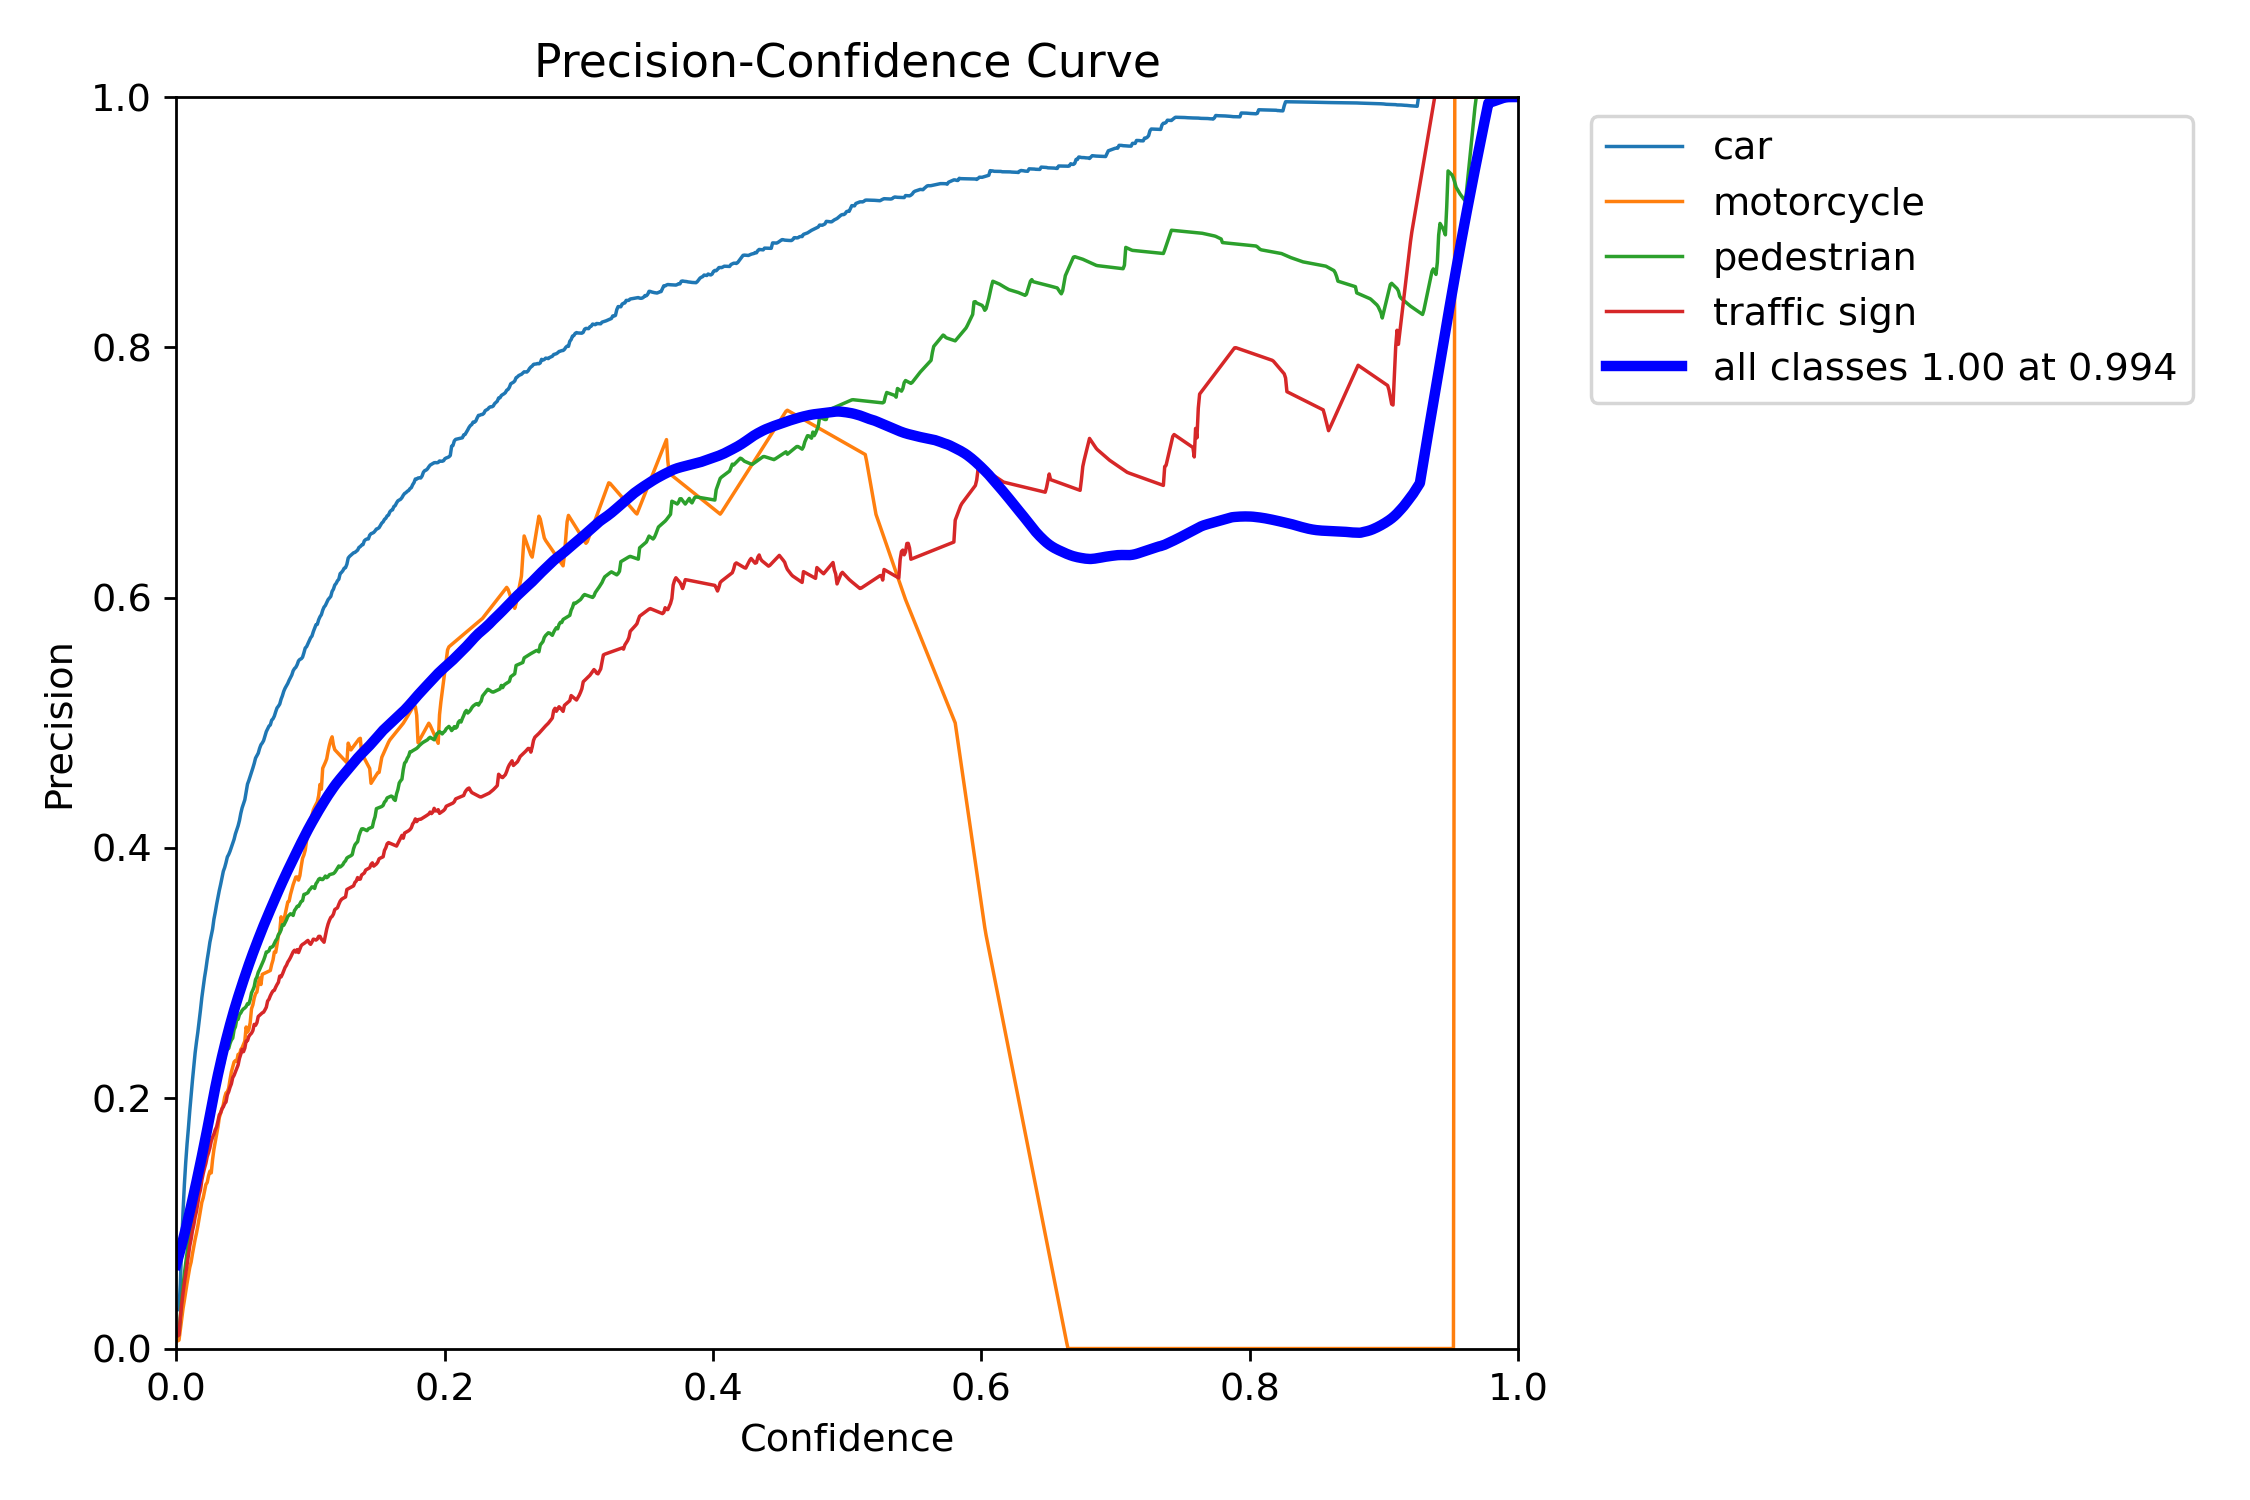 Precision-Confidence Curve
1.0
0.8
0.6
0.4
0.2
0.0
Precision
0.0 0.2 0.4 0.6 0.8 1.0
Confidence
car
motorcycle
pedestrian
traffic sign
all classes 1.00 at 0.994